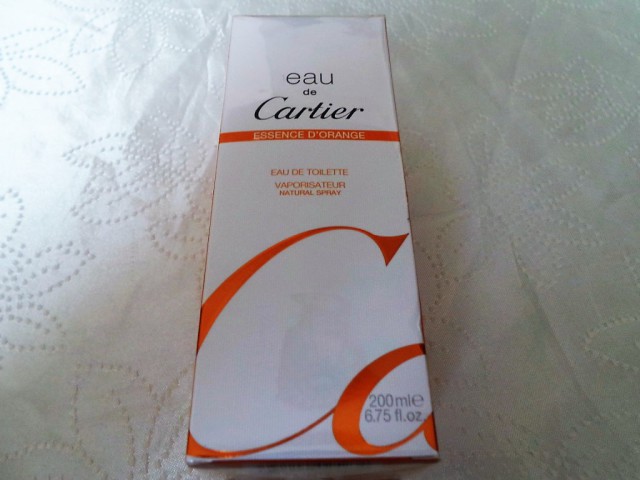 eau
de
Cartier
ESSENCE D'ORANGE
EAU DE TOILETTE
VAPORISATEUR
NATURAL SPRAY
200ml℮
6.75 fl.oz